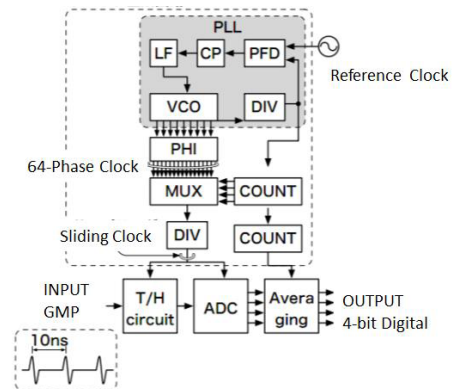 PLL
LF
CP
PFD
Reference Clock
VCO
DIV
PHI
64-Phase Clock
MUX
COUNT
Sliding Clock
DIV
COUNT
INPUT
GMP
T/H
circuit
ADC
Avera
ging
OUTPUT
4-bit Digital
10ns